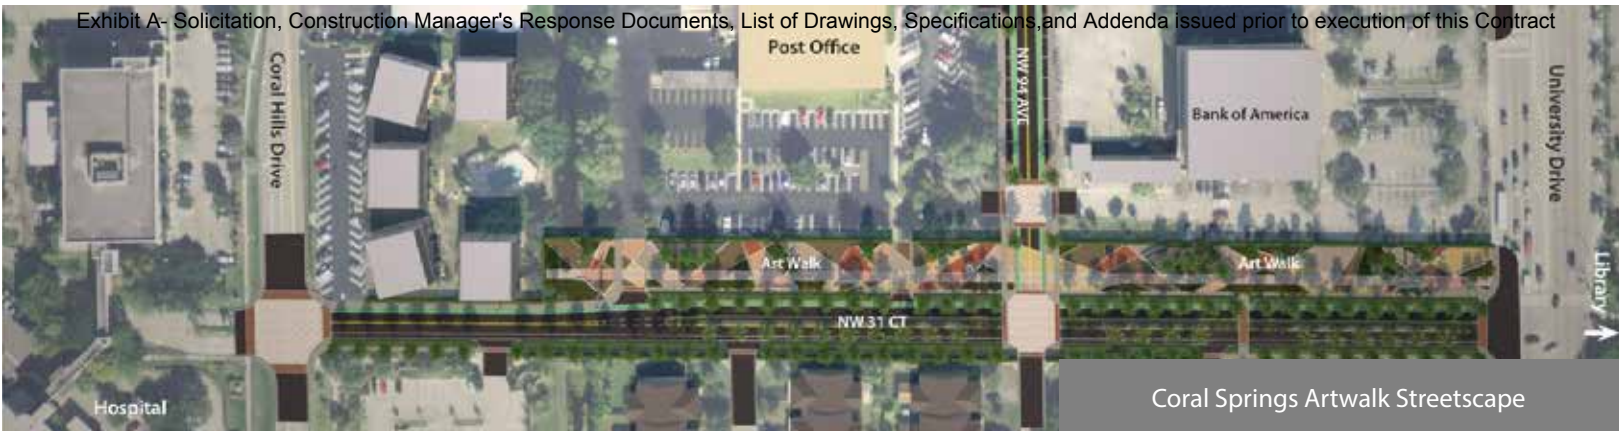 Exhibit A- Solicitation, Construction Manager's Response Documents, List of Drawings, Specifications,and Addenda issued prior to execution of this Contract
Post Office
Coral Hills Drive
NW 94 AVE
Bank of America
University Drive
Art Walk
Art Walk
Library
NW 31 CT
Hospital
Coral Springs Artwalk Streetscape